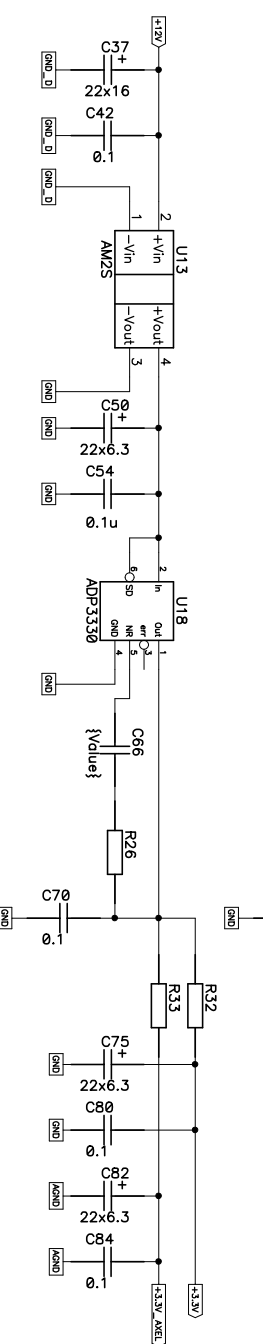 +12V
C37
+
22x16
GND_D
C42
0.1
GND_D
GND_D
1
2
U13
AM2S
-Vin
+Vin
-Vout
+Vout
3
4
GND
C50
+
22x6.3
GND
C54
0.1u
6
2
U18
ADP3330
SD
In
GND
NR
err
Out
4
5
3
1
GND
C66
{Value}
R26
C70
0.1
GND
GND
R33
R32
C75
+
22x6.3
GND
C80
0.1
GND
C82
+
22x6.3
AGND
C84
0.1
AGND
+3.3V_AXEL
+3.3V